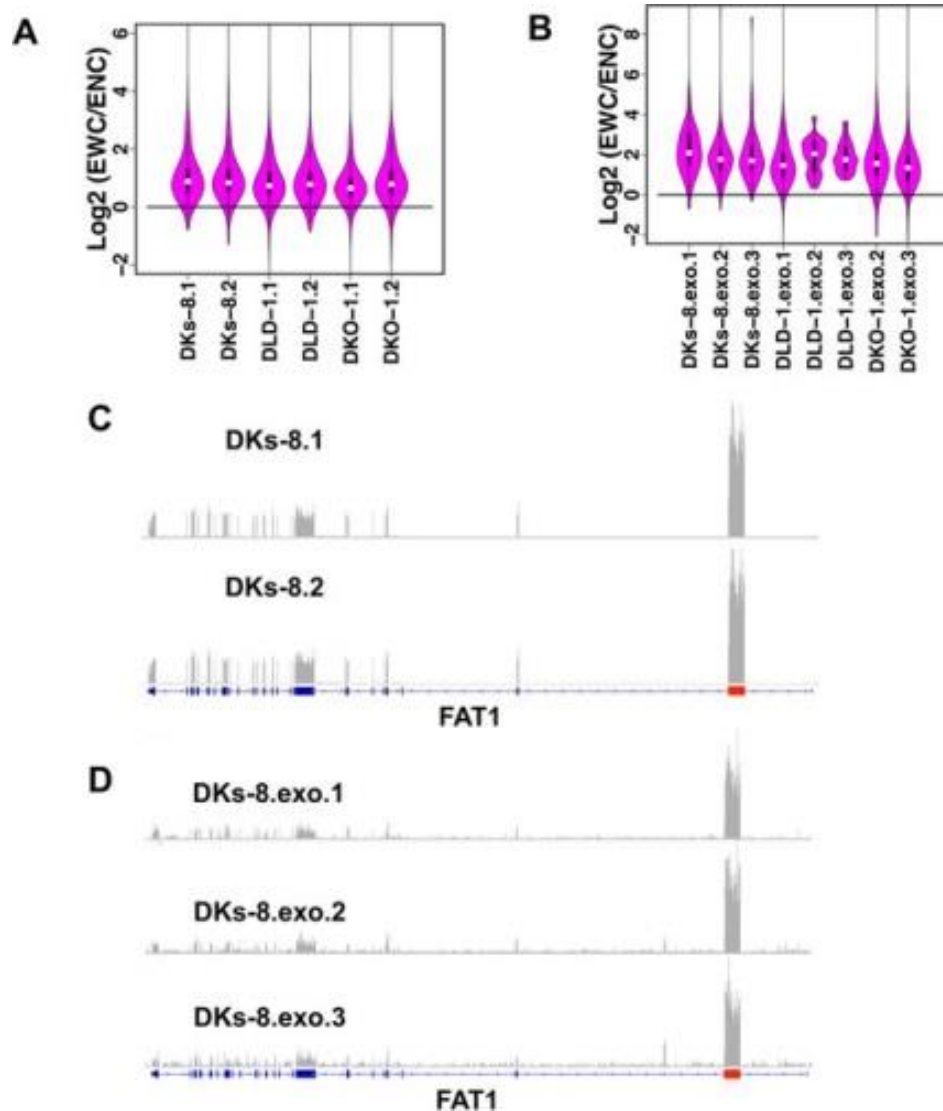 A
Log2 (EWC/ENC)
6
4
2
0
−2
DKs−8.1
DKs−8.2
DLD−1.1
DLD−1.2
DKO−1.1
DKO−1.2
B
Log2 (EWC/ENC)
8
6
4
2
0
−2
DKs−8.exo.1
DKs−8.exo.2
DKs−8.exo.3
DLD−1.exo.1
DLD−1.exo.2
DLD−1.exo.3
DKO−1.exo.2
DKO−1.exo.3
C
DKs-8.1
DKs-8.2
FAT1
D
DKs-8.exo.1
DKs-8.exo.2
DKs-8.exo.3
FAT1